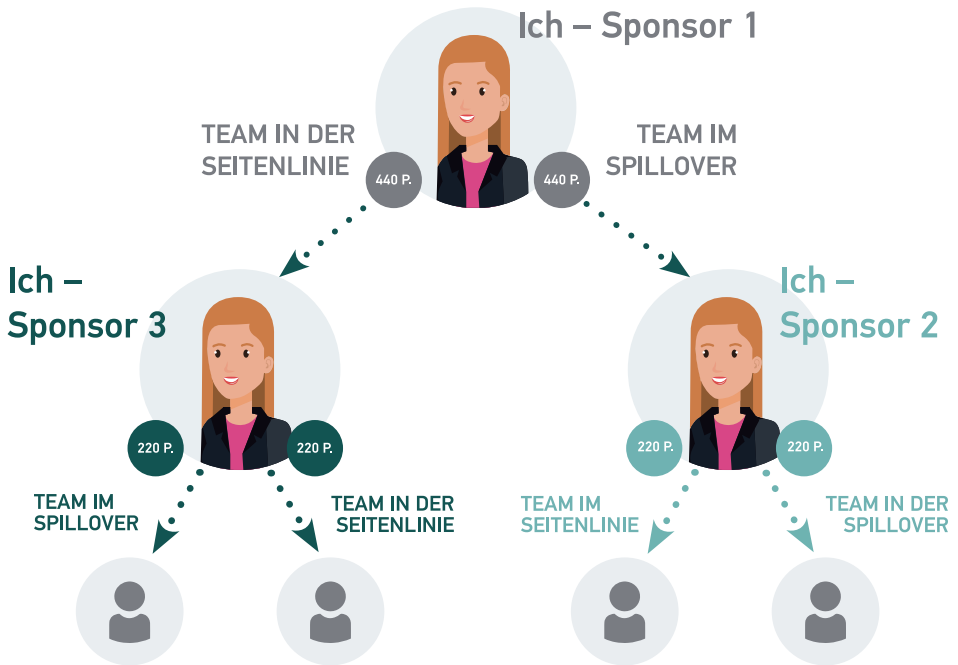 Ich – Sponsor 1
TEAM IN DER
SEITENLINIE
TEAM IM
SPILLOVER
440 P.
440 P.
Ich –
Sponsor 3
Ich –
Sponsor 2
220 P.
220 P.
220 P.
220 P.
TEAM IM
SPILLOVER
TEAM IN DER
SEITENLINIE
TEAM IM
SEITENLINIE
TEAM IN DER
SPILLOVER